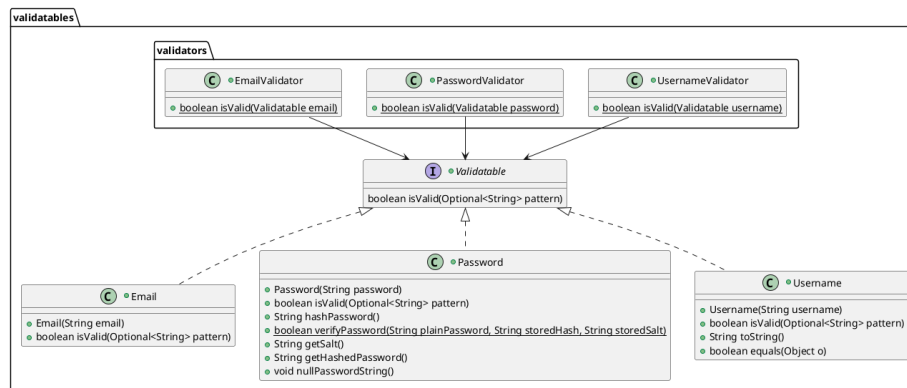 validatables
validators
C EmailValidator
boolean isValid(Validatable email)
C PasswordValidator
boolean isValid(Validatable password)
C UsernameValidator
boolean isValid(Validatable username)
I Validatable
boolean isValid(Optional<String> pattern)
C Email
Email(String email)
boolean isValid(Optional<String> pattern)
C Password
Password(String password)
boolean isValid(Optional<String> pattern)
String hashPassword()
boolean verifyPassword(String plainPassword, String storedHash, String storedSalt)
String getSalt()
String getHashedPassword()
void nullPasswordString()
C Username
Username(String username)
boolean isValid(Optional<String> pattern)
String toString()
boolean equals(Object o)